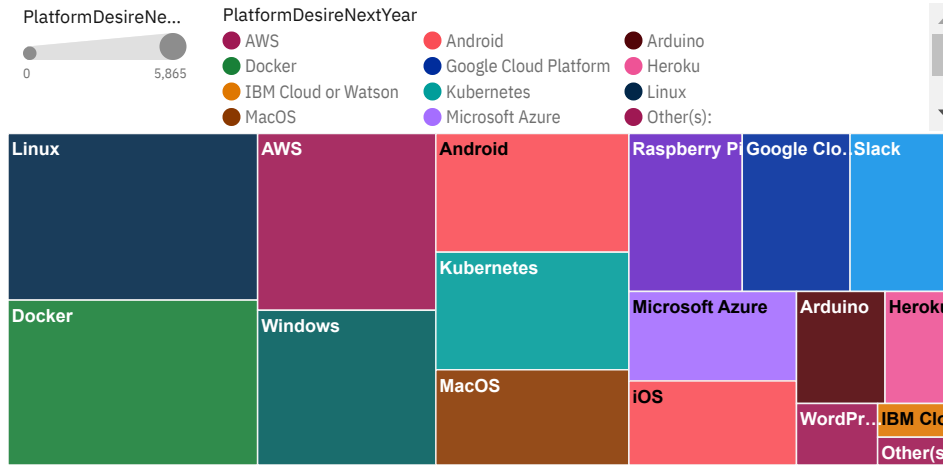 PlatformDesireNe...
PlatformDesireNextYear
0
5,865
AWS
Android
Arduino
Docker
Google Cloud Platform
Heroku
IBM Cloud or Watson
Kubernetes
Linux
MacOS
Microsoft Azure
Other(s):
Linux
AWS
Android
Raspberry Pi
Google Clo...
Slack
Kubernetes
Microsoft Azure
Arduino
Heroku
Docker
Windows
MacOS
iOS
WordPr...
IBM Clo
Other(s